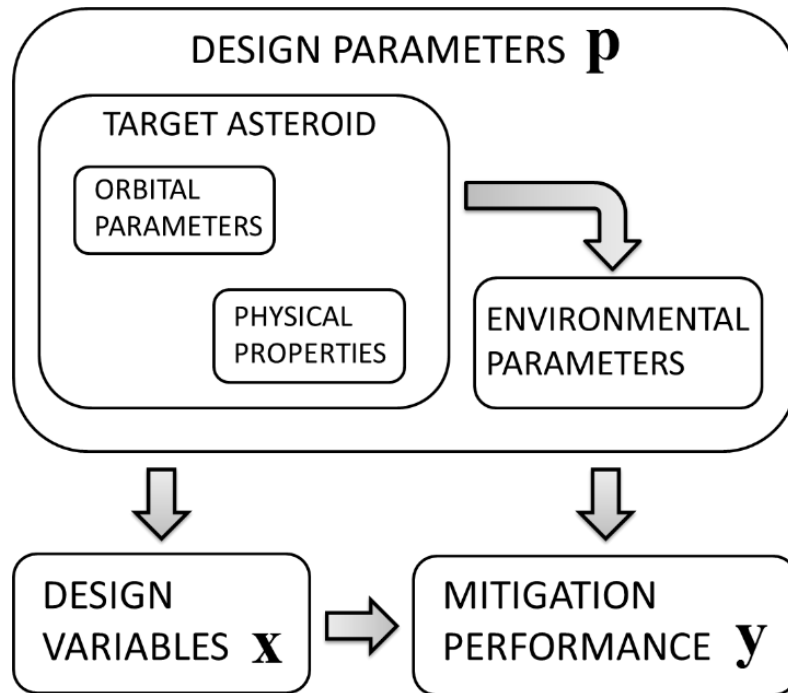 DESIGN PARAMETERS p
TARGET ASTEROID
ORBITAL
PARAMETERS
PHYSICAL
PROPERTIES
ENVIRONMENTAL
PARAMETERS
DESIGN
VARIABLES x
MITIGATION
PERFORMANCE y